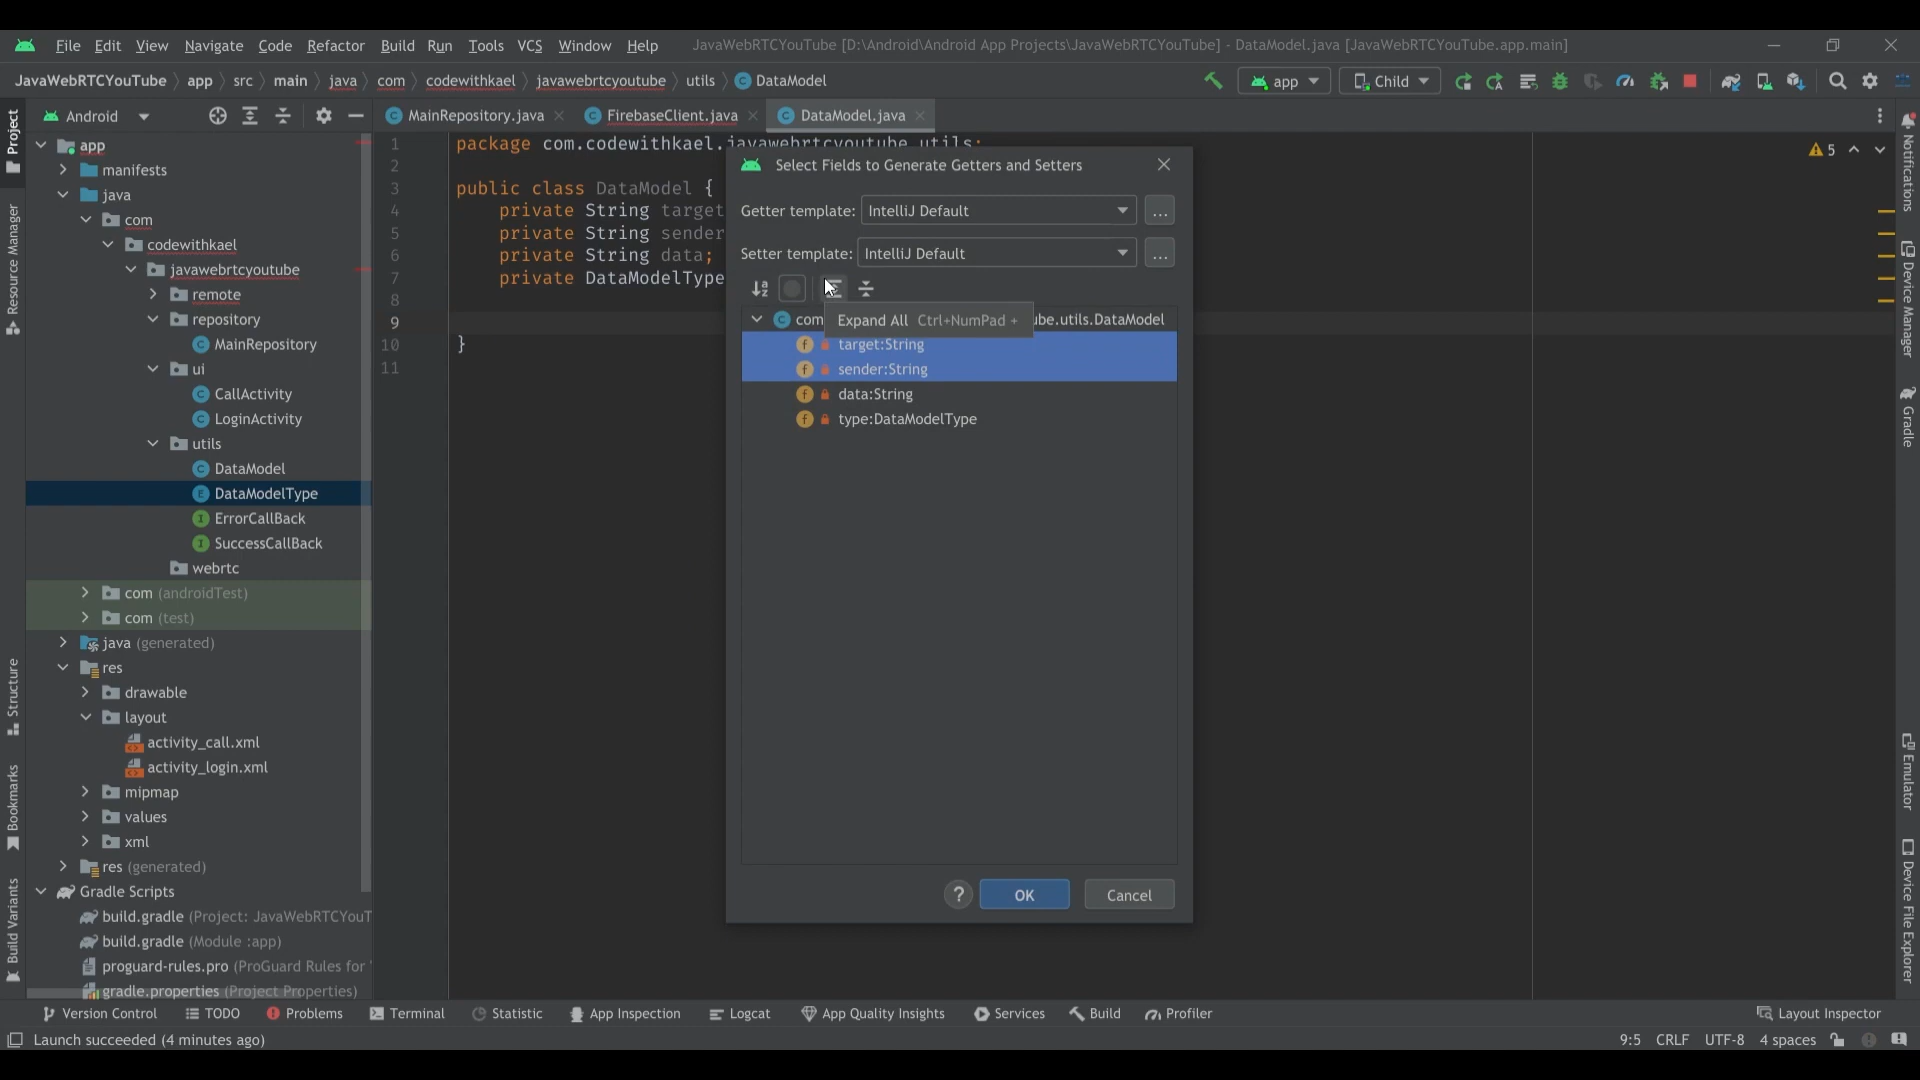 File Edit View Navigate Code Refactor Build Run Tools VCS Window Help JavaWebRTCYouTube [D:\Android\Android App Projects\JavaWebRTCYouTube] - DataModel.java [JavaWebRTCYouTube.app.main]
JavaWebRTCYouTube app src main java com codewithkael javawebrtcyoutube utils DataModel app Child
Android MainRepository.java FirebaseClient.java DataModel.java
Project
Resource Manager
Structure
Bookmarks
Build Variants
app
manifests
java
com
codewithkael
javawebrtcyoutube
remote
repository
MainRepository
ui
CallActivity
LoginActivity
utils
DataModel
DataModelType
ErrorCallBack
SuccessCallBack
webrtc
com (androidTest)
com (test)
java (generated)
res
drawable
layout
activity_call.xml
activity_login.xml
mipmap
values
xml
res (generated)
Gradle Scripts
build.gradle (Project: JavaWebRTCYouT
build.gradle (Module :app)
proguard-rules.pro (ProGuard Rules for
gradle.properties (Project Properties)
1 package com.codewithkael.javawebrtcyoutube.utils;
2
3 public class DataModel {
4 private String target
5 private String sender
6 private String data;
7 private DataModelType
8
9
10 }
11
5
Select Fields to Generate Getters and Setters
Getter template: IntelliJ Default ...
Setter template: IntelliJ Default ...
com be.utils.DataModel
Expand All Ctrl+NumPad +
target:String
sender:String
data:String
type:DataModelType
? OK Cancel
Notifications
Device Manager
Gradle
Emulator
Device File Explorer
Version Control TODO Problems Terminal Statistic App Inspection Logcat App Quality Insights Services Build Profiler Layout Inspector
Launch succeeded (4 minutes ago) 9:5 CRLF UTF-8 4 spaces